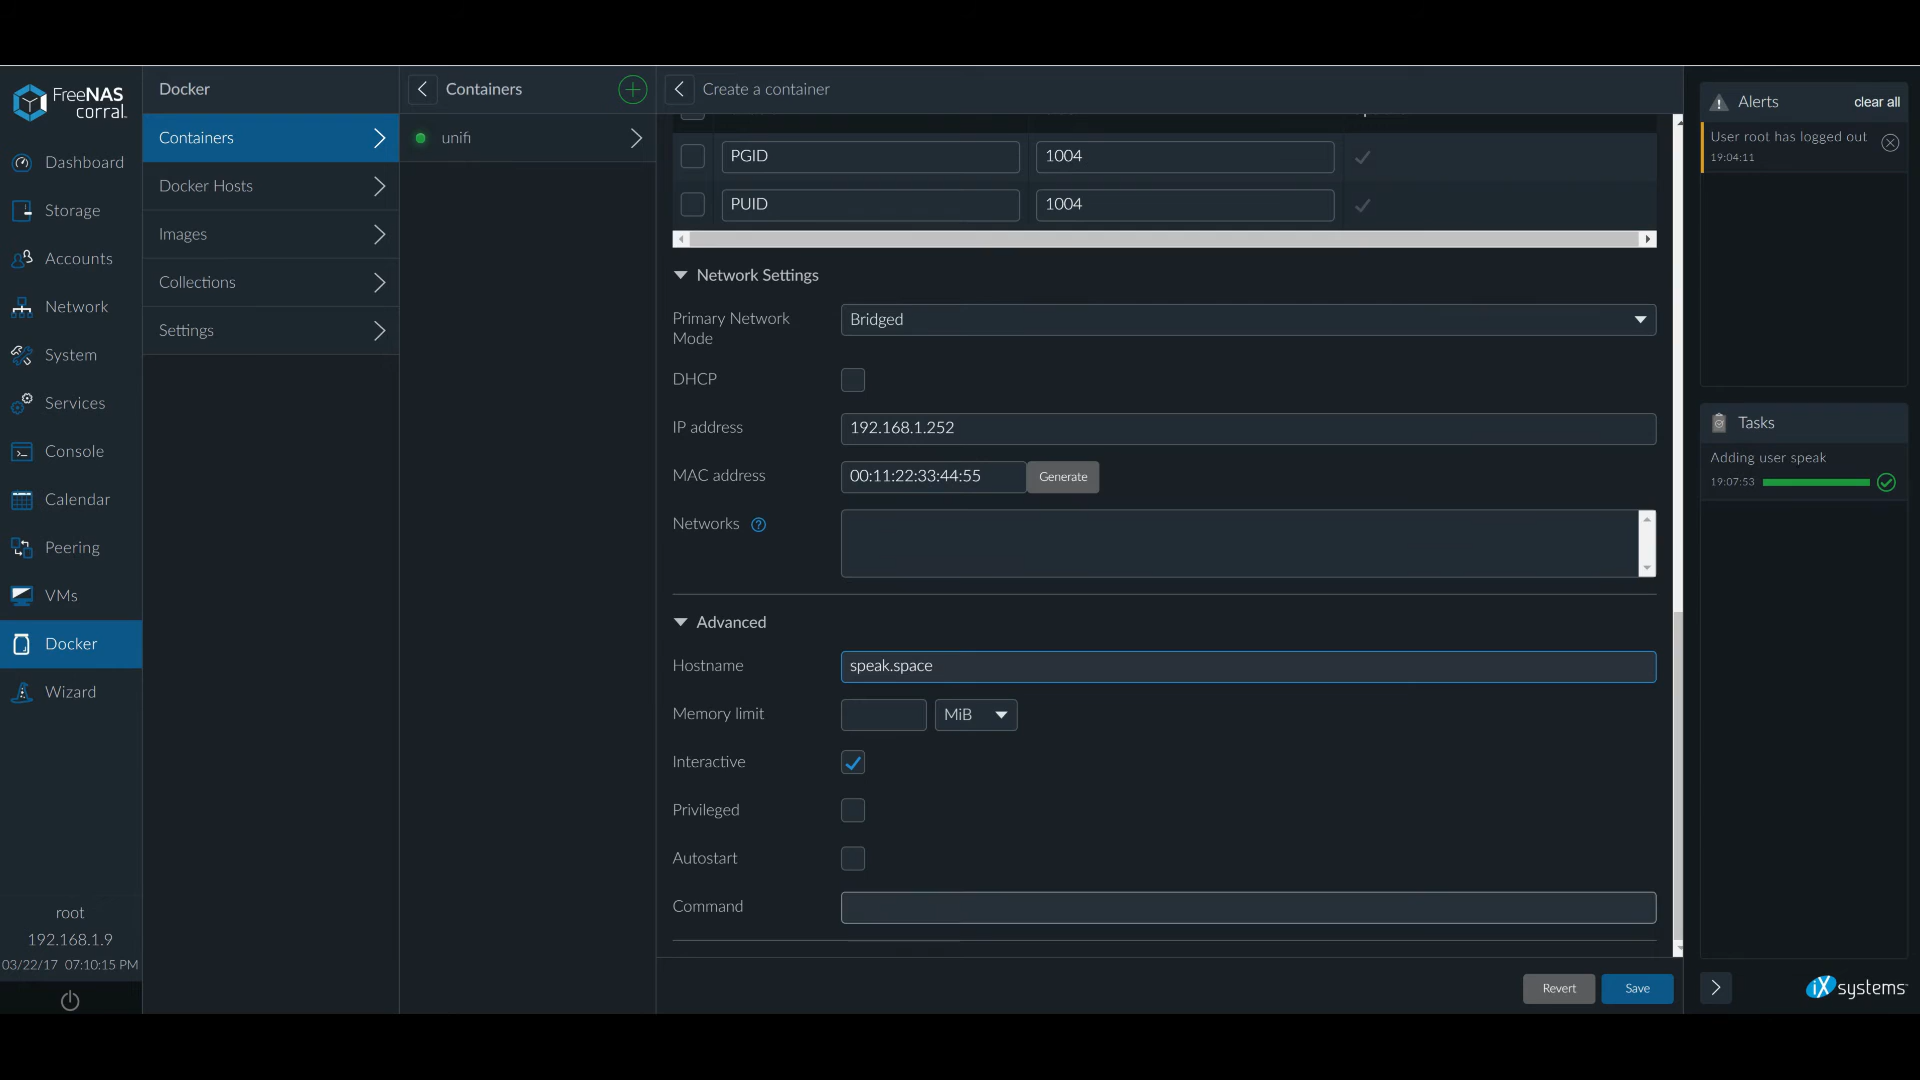 FreeNAS
corral
Docker
Containers
Create a container
Alerts
clear all
User root has logged out
19:04:11
Dashboard
Storage
Accounts
Network
System
Services
Console
Calendar
Peering
VMs
Docker
Wizard
root
192.168.1.9
03/22/17 07:10:15 PM
Containers
Docker Hosts
Images
Collections
Settings
unifi
PGID
1004
PUID
1004
Network Settings
Primary Network
Mode
Bridged
DHCP
IP address
192.168.1.252
MAC address
00:11:22:33:44:55
Generate
Networks
?
Advanced
Hostname
speak.space
Memory limit
MiB
Interactive
Privileged
Autostart
Command
Revert
Save
Tasks
Adding user speak
19:07:53
iX systems